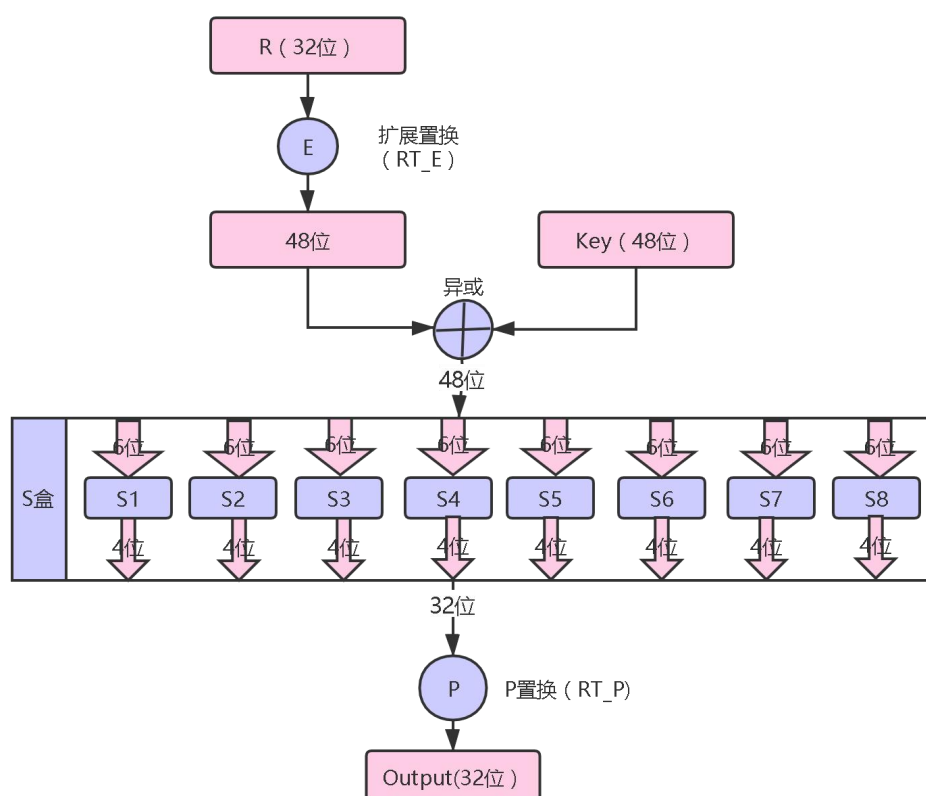 R（32位）
E
扩展置换
（RT_E）
48位
Key（48位）
异或
48位
6位 6位 6位 6位 6位 6位 6位 6位
S盒 S1 S2 S3 S4 S5 S6 S7 S8
4位 4位 4位 4位 4位 4位 4位 4位
32位
P
P置换（RT_P)
Output(32位）